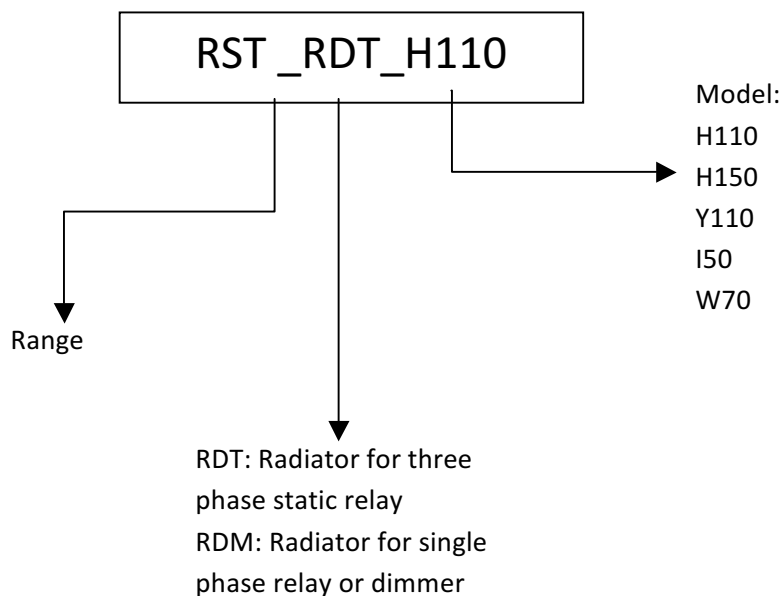 RST _RDT_H110
Model:
H110
H150
Y110
I50
W70
Range
RDT: Radiator for three
phase static relay
RDM: Radiator for single
phase relay or dimmer